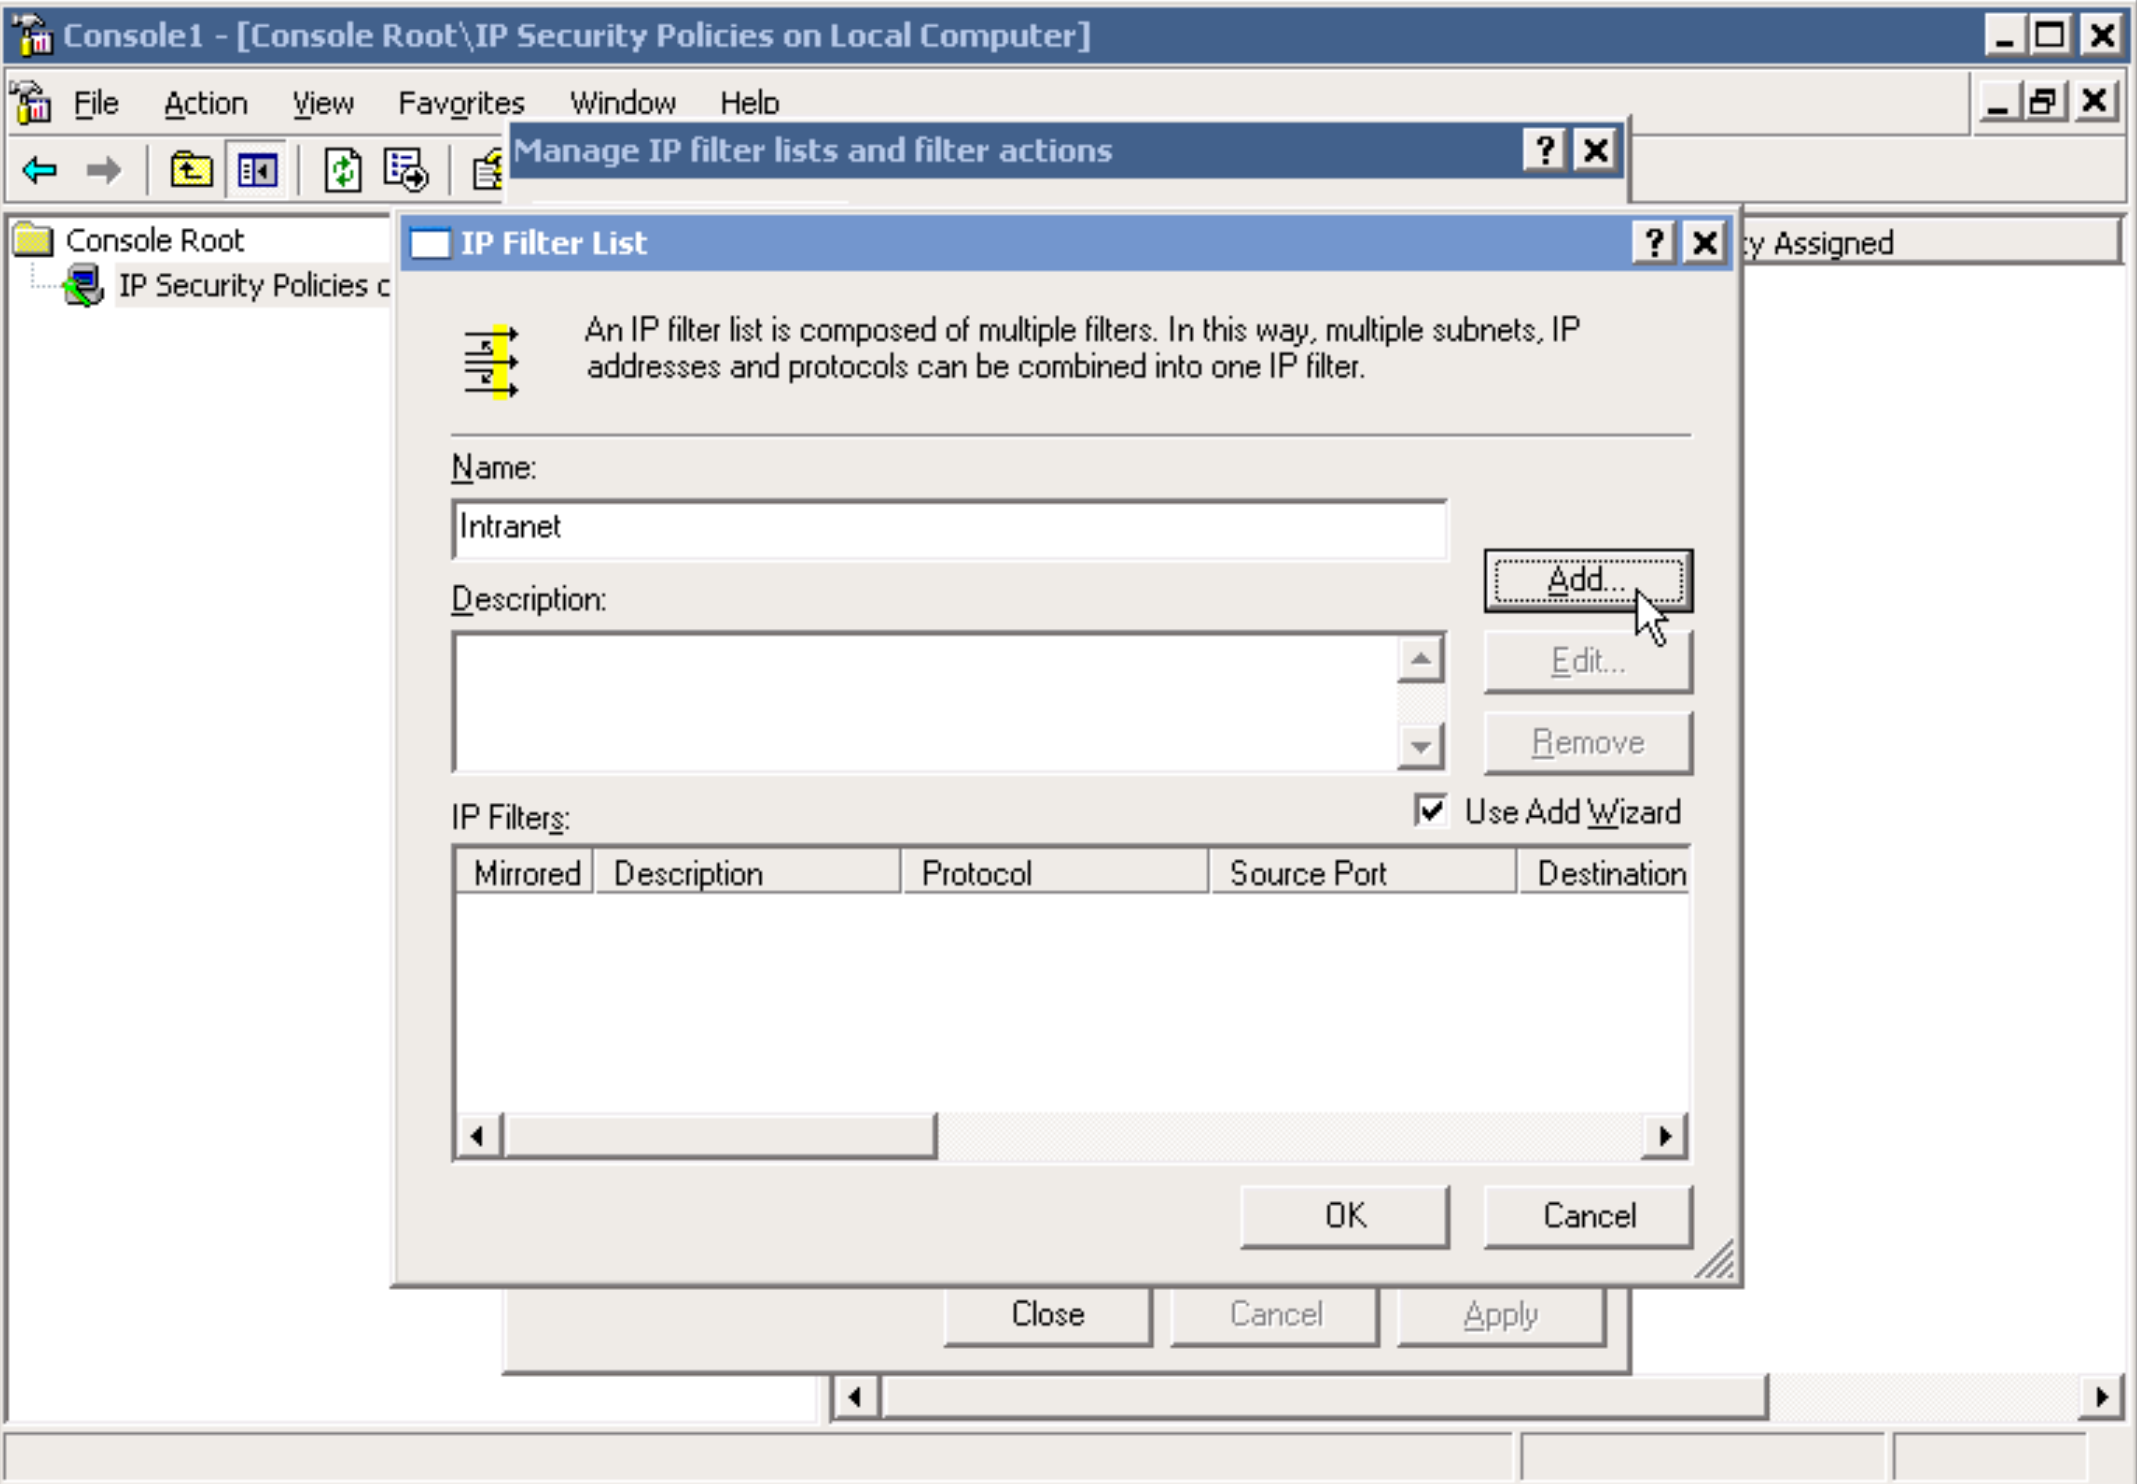 Console1 - [Console Root\IP Security Policies on Local Computer]
File Action View Favorites Window Help
Manage IP filter lists and filter actions
Console Root
IP Security Policies
IP Filter List
Assigned
An IP filter list is composed of multiple filters. In this way, multiple subnets, IP
addresses and protocols can be combined into one IP filter.
Name:
Intranet
Add...
Description:
Edit...
Remove
IP Filters:
Use Add Wizard
Mirrored Description Protocol Source Port Destination
OK Cancel
Close Cancel Apply